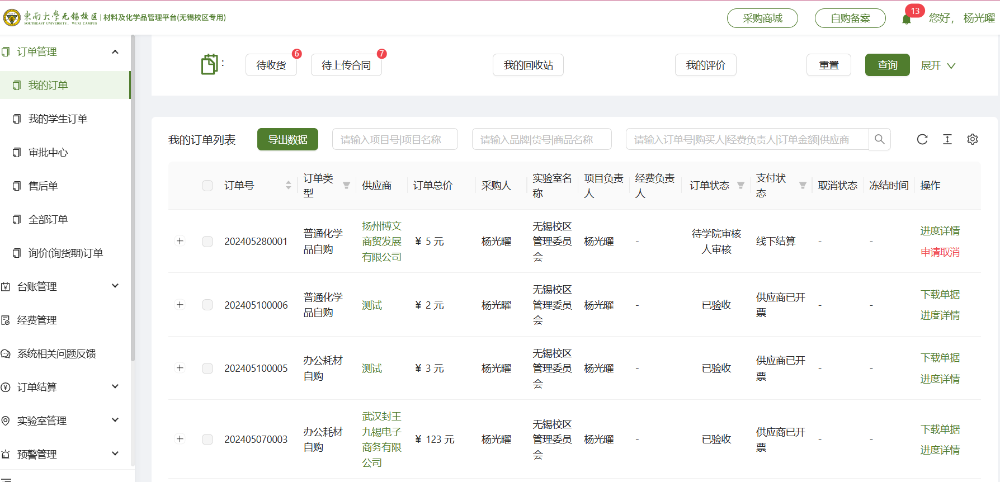 東南大學无锡校区 | 材料及化学品管理平台(无锡校区专用)
SOUTHEAST UNIVERSITY, WUXI CAMPUS
采购商城
自购备案
13
您好， 杨光曜
订单管理
我的订单
我的学生订单
审批中心
售后单
全部订单
询价(询货期)订单
台账管理
经费管理
系统相关问题反馈
订单结算
实验室管理
预警管理
:
待收货 6
待上传合同 7
我的回收站
我的评价
重置
查询
展开
我的订单列表
导出数据
请输入项目号|项目名称
请输入品牌|货号|商品名称
请输入订单号|购买人|经费负责人|订单金额|供应商
订单号
订单类
型
供应商
订单总价
采购人
实验室名
称
项目负责
人
经费负责
人
订单状态
支付状
态
取消状态
冻结时间
操作
202405280001
普通化学
品自购
扬州博文
商贸发展
有限公司
¥ 5 元
杨光曜
无锡校区
管理委员
会
杨光曜
-
待学院审核
人审核
线下结算
-
-
进度详情
申请取消
202405100006
普通化学
品自购
测试
¥ 2 元
杨光曜
无锡校区
管理委员
会
杨光曜
-
已验收
供应商已开
票
-
-
下载单据
进度详情
202405100005
办公耗材
自购
测试
¥ 3 元
杨光曜
无锡校区
管理委员
会
杨光曜
-
已验收
供应商已开
票
-
-
下载单据
进度详情
202405070003
办公耗材
自购
武汉封王
九锡电子
商务有限
公司
¥ 123 元
杨光曜
无锡校区
管理委员
会
杨光曜
-
已验收
供应商已开
票
-
-
下载单据
进度详情